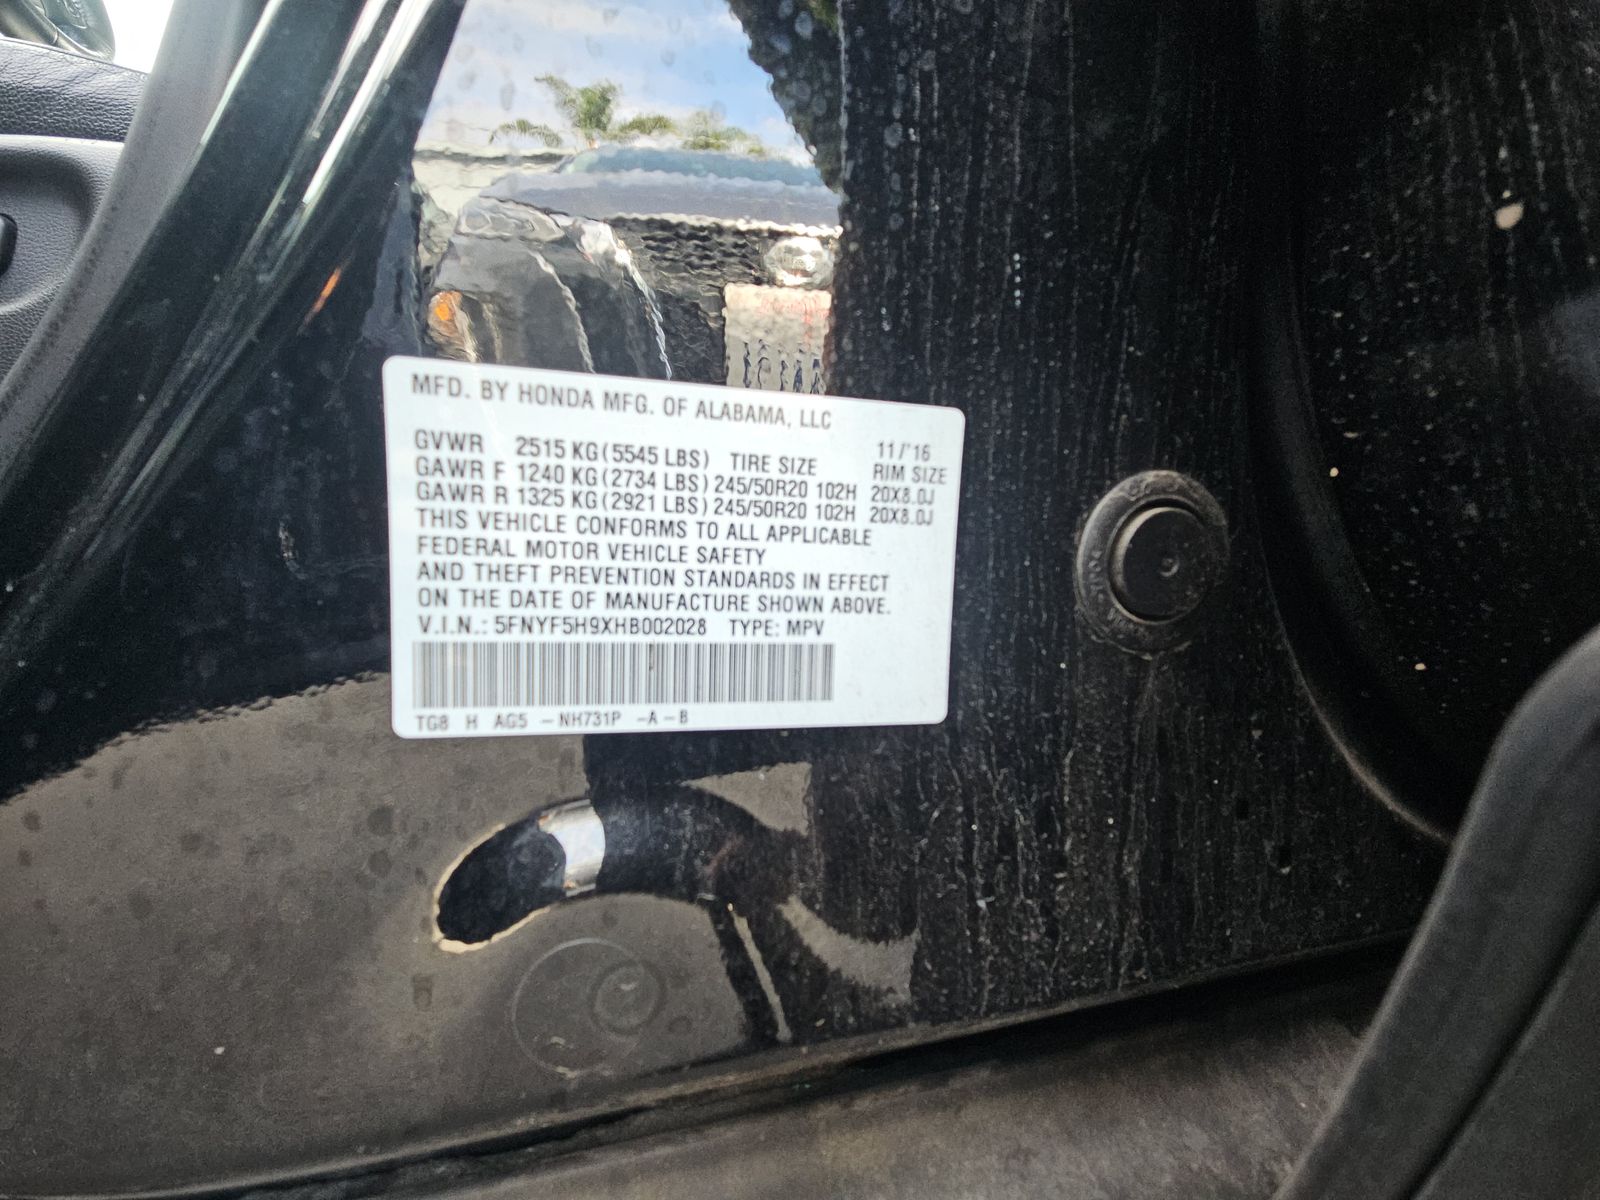 MFD. BY HONDA MFG. OF ALABAMA, LLC
GVWR 2515 KG (5545 LBS) TIRE SIZE 11/'16 RIM SIZE
GAWR F 1240 KG (2734 LBS) 245/50R20 102H 20X8.0J
GAWR R 1325 KG (2921 LBS) 245/50R20 102H 20X8.0J
THIS VEHICLE CONFORMS TO ALL APPLICABLE
FEDERAL MOTOR VEHICLE SAFETY
AND THEFT PREVENTION STANDARDS IN EFFECT
ON THE DATE OF MANUFACTURE SHOWN ABOVE.
V.I.N.: 5FNYF5H9XHB002028 TYPE: MPV
TG8 H AG5 - NH731P - A - B